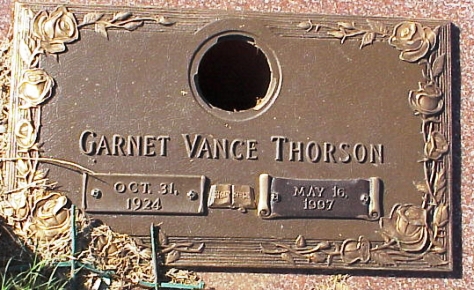 GARNET VANCE THORSON
OCT. 31, 1924
MAY 16, 1997